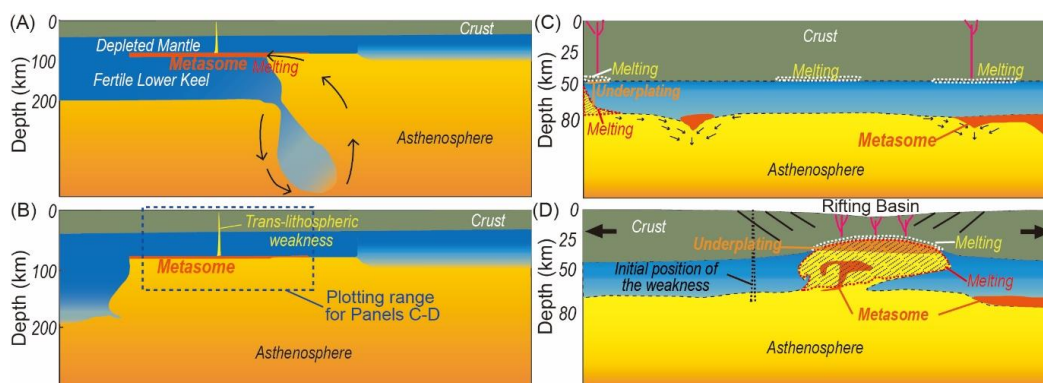 (A)
0
100
200
Depth (km)
Crust
Depleted Mantle
Metasome
Melting
Fertile Lower Keel
Asthenosphere
(B)
0
100
200
Depth (km)
Trans-lithospheric
weakness
Crust
Metasome
Plotting range
for Panels C-D
Asthenosphere
(C)
0
25
50
80
Depth (km)
Crust
Melting
Melting
Melting
Underplating
Melting
Metasome
Asthenosphere
Rifting Basin
(D)
0
25
50
80
Depth (km)
Crust
Underplating
Melting
Initial position of
the weakness
Melting
Metasome
Asthenosphere